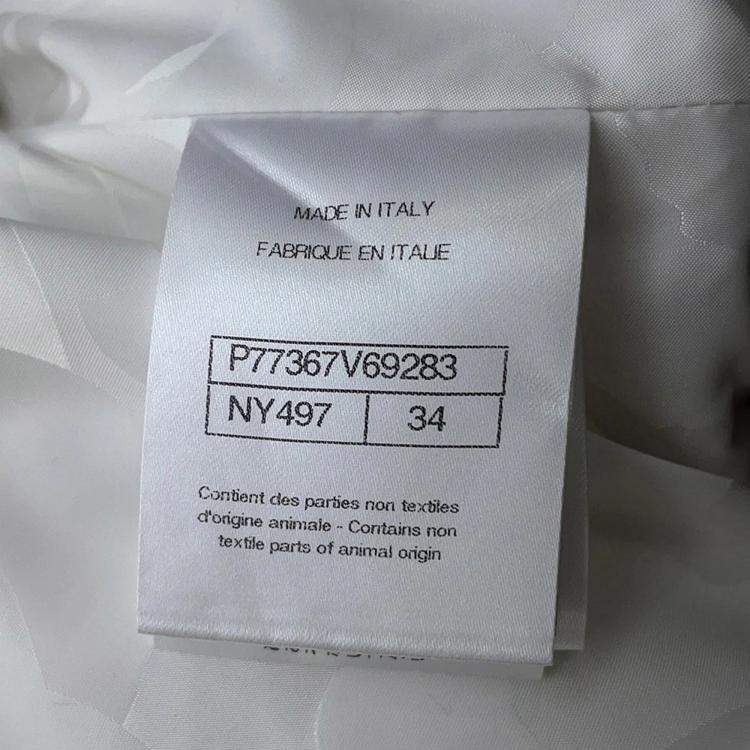 MADE IN ITALY
FABRIQUE EN ITALIE
P77367V69283
NY497 34
Contient des parties non textiles
d'origine animale - Contains non
textile parts of animal origin